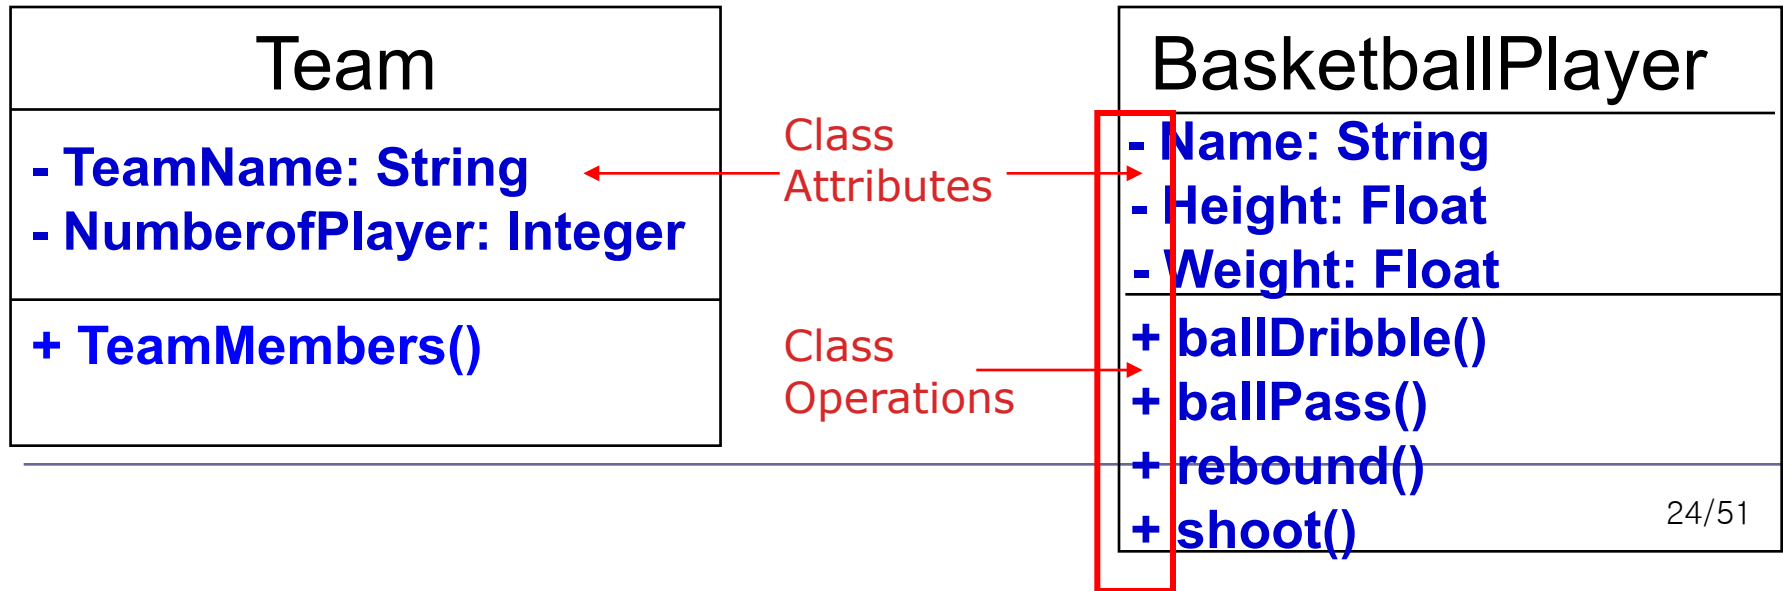 Team
- TeamName: String
- NumberofPlayer: Integer
+ TeamMembers()
Class
Attributes
Class
Operations
BasketballPlayer
- Name: String
- Height: Float
- Weight: Float
+ ballDribble()
+ ballPass()
+ rebound()
+ shoot()
24/51